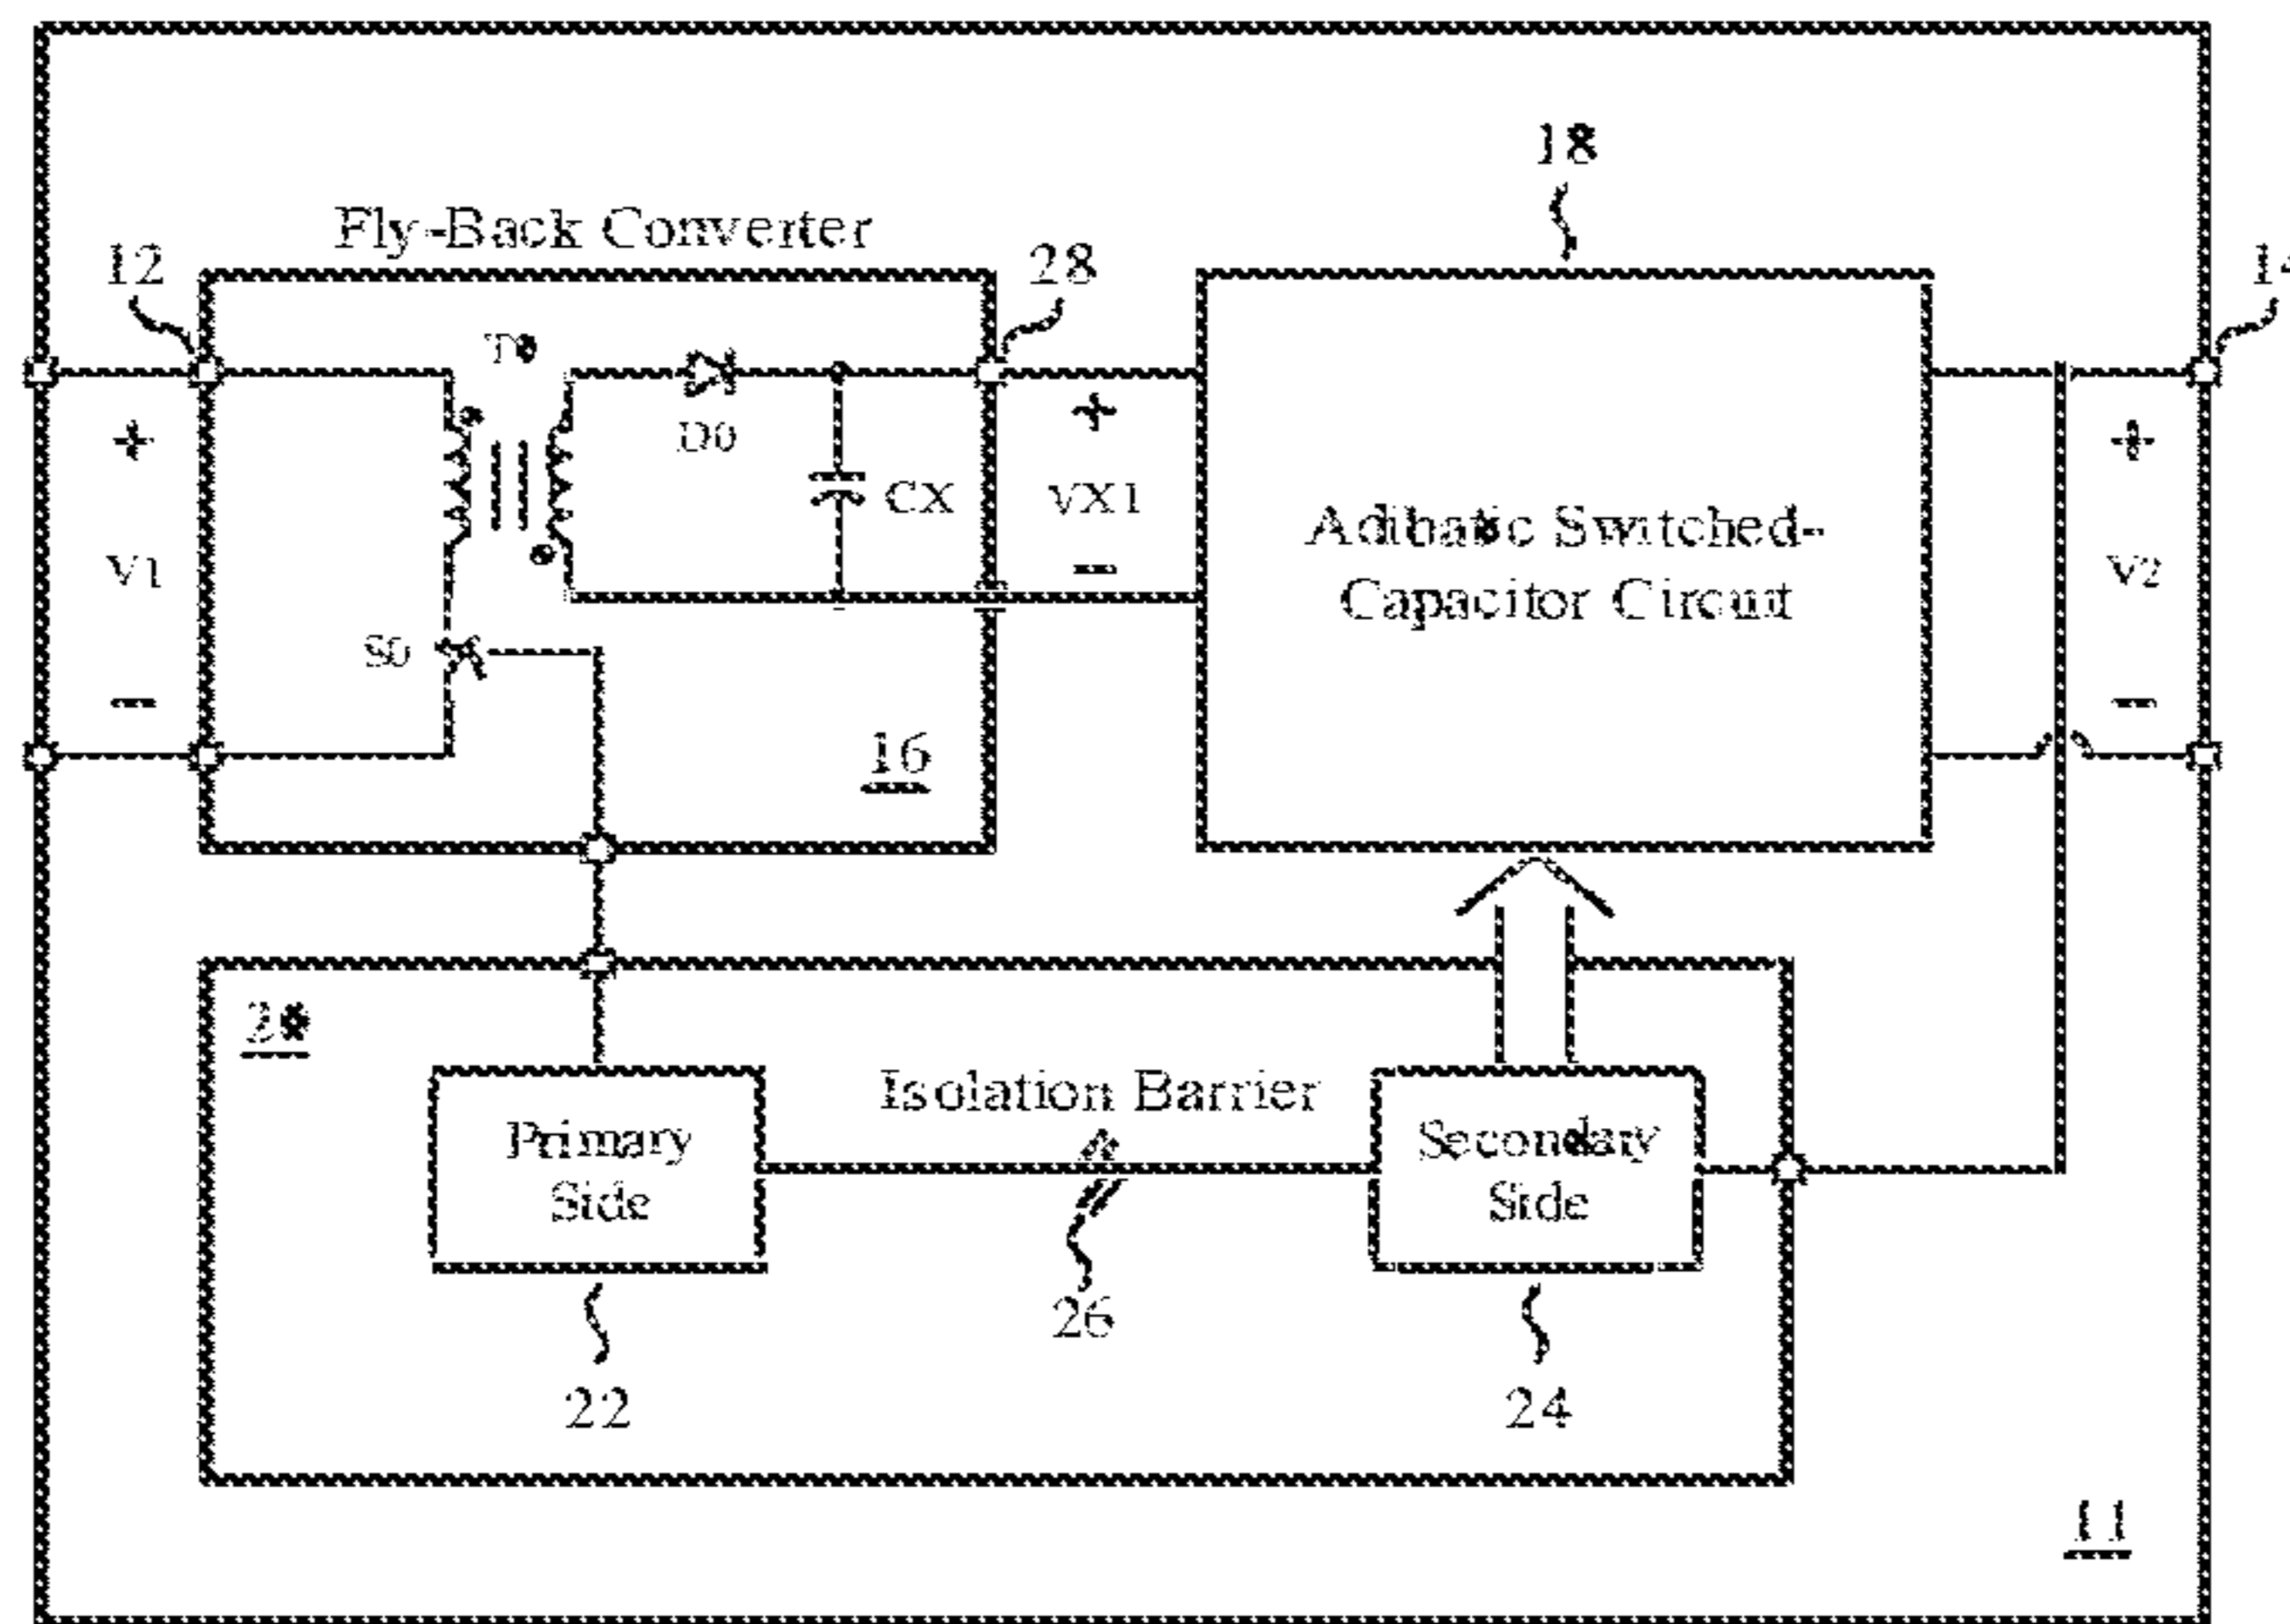 18
Fly-Back Converter
12
28
T0
D0
+
CX
+
VX1
V1
Adibatic Switched-
Capacitor Circuit
+
V2
S0
−
−
−
16
20
Isolation Barrier
Primary
Side
Secondary
Side
26
22
24
11